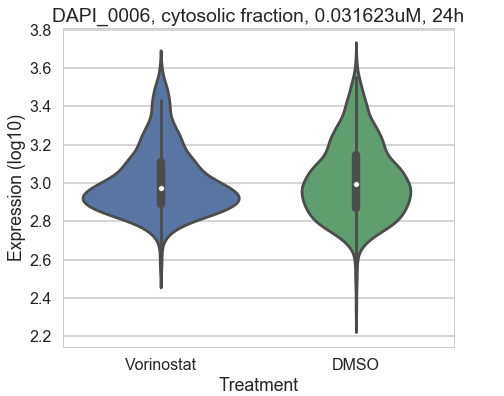 DAPI_0006, cytosolic fraction, 0.031623uM, 24h
3.8
3.6
3.4
3.2
3.0
2.8
2.6
2.4
2.2
Expression (log10)
Vorinostat
DMSO
Treatment